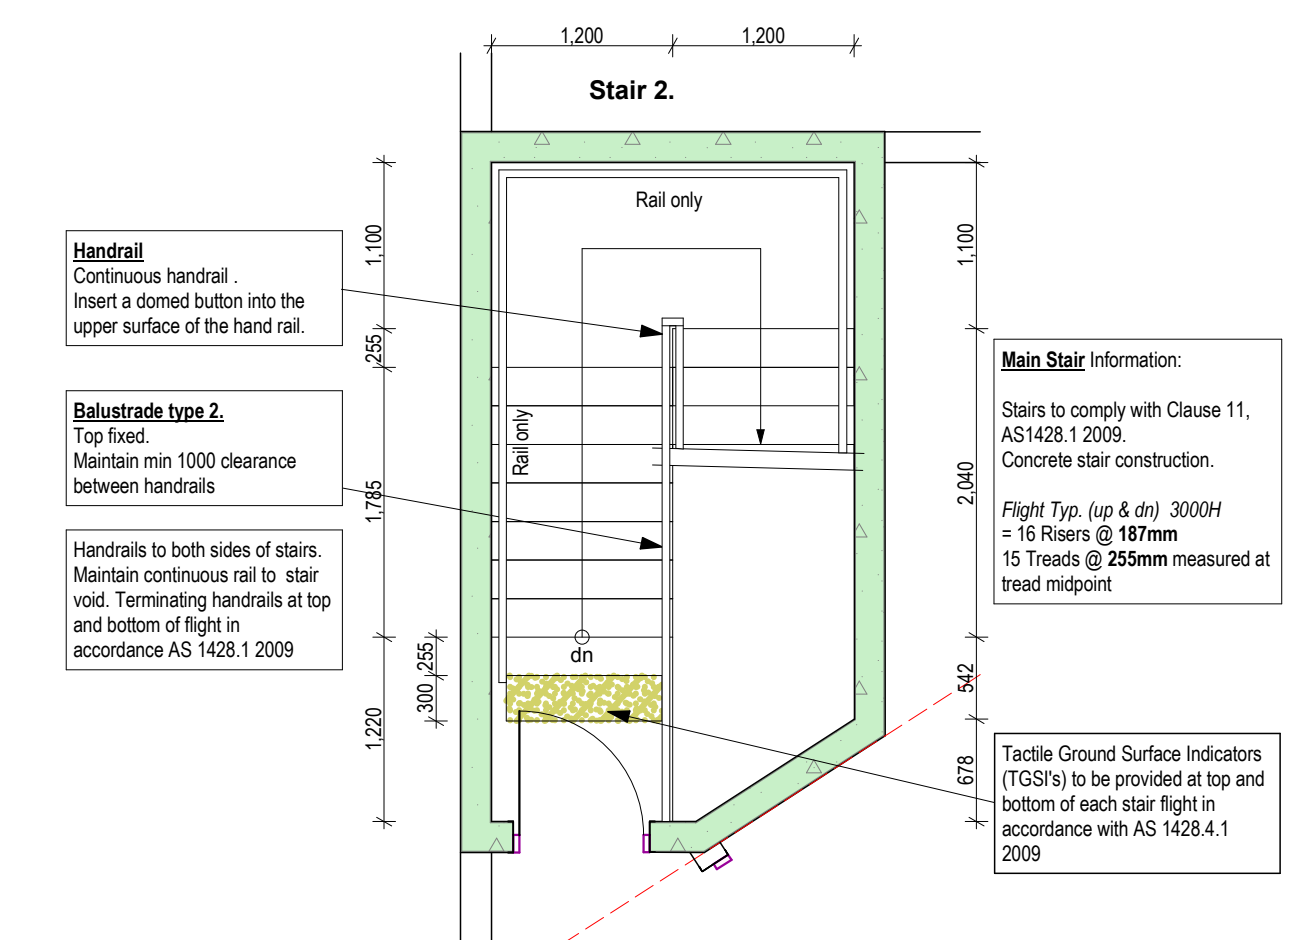 1,200
1,200
Stair 2.
Rail only
1,100
1,100
Handrail
Continuous handrail .
Insert a domed button into the
upper surface of the hand rail.
255
Balustrade type 2.
Top fixed.
Maintain min 1000 clearance
between handrails
Rail only
1,785
2,040
Main Stair Information:
Stairs to comply with Clause 11,
AS1428.1 2009.
Concrete stair construction.
Flight Typ. (up & dn) 3000H
= 16 Risers @ 187mm
15 Treads @ 255mm measured at
tread midpoint
Handrails to both sides of stairs.
Maintain continuous rail to stair
void. Terminating handrails at top
and bottom of flight in
accordance AS 1428.1 2009
dn
255
300
1,220
542
678
Tactile Ground Surface Indicators
(TGSI's) to be provided at top and
bottom of each stair flight in
accordance with AS 1428.4.1
2009